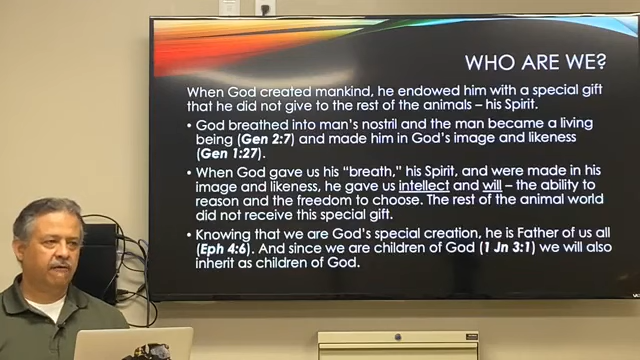 WHO ARE WE?
When God created mankind, he endowed him with a special gift
that he did not give to the rest of the animals – his Spirit.
• God breathed into man's nostril and the man became a living
being (Gen 2:7) and made him in God's image and likeness
(Gen 1:27).
• When God gave us his "breath," his Spirit, and were made in his
image and likeness, he gave us intellect and will – the ability to
reason and the freedom to choose. The rest of the animal world
did not receive this special gift.
• Knowing that we are God's special creation, he is Father of us all
(Eph 4:6). And since we are children of God (1 Jn 3:1) we will also
inherit as children of God.